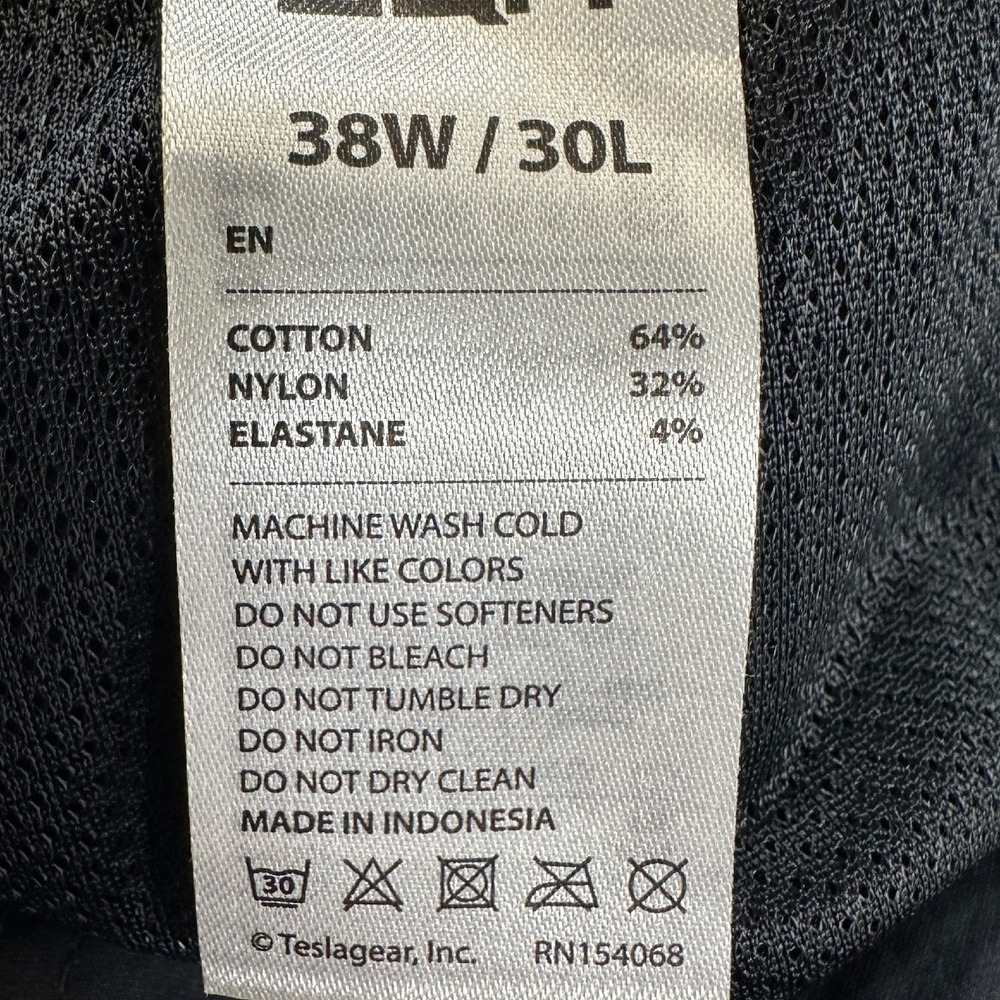 38W / 30L
EN
COTTON 64%
NYLON 32%
ELASTANE 4%
MACHINE WASH COLD
WITH LIKE COLORS
DO NOT USE SOFTENERS
DO NOT BLEACH
DO NOT TUMBLE DRY
DO NOT IRON
DO NOT DRY CLEAN
MADE IN INDONESIA
30
© Teslagear, Inc. RN154068